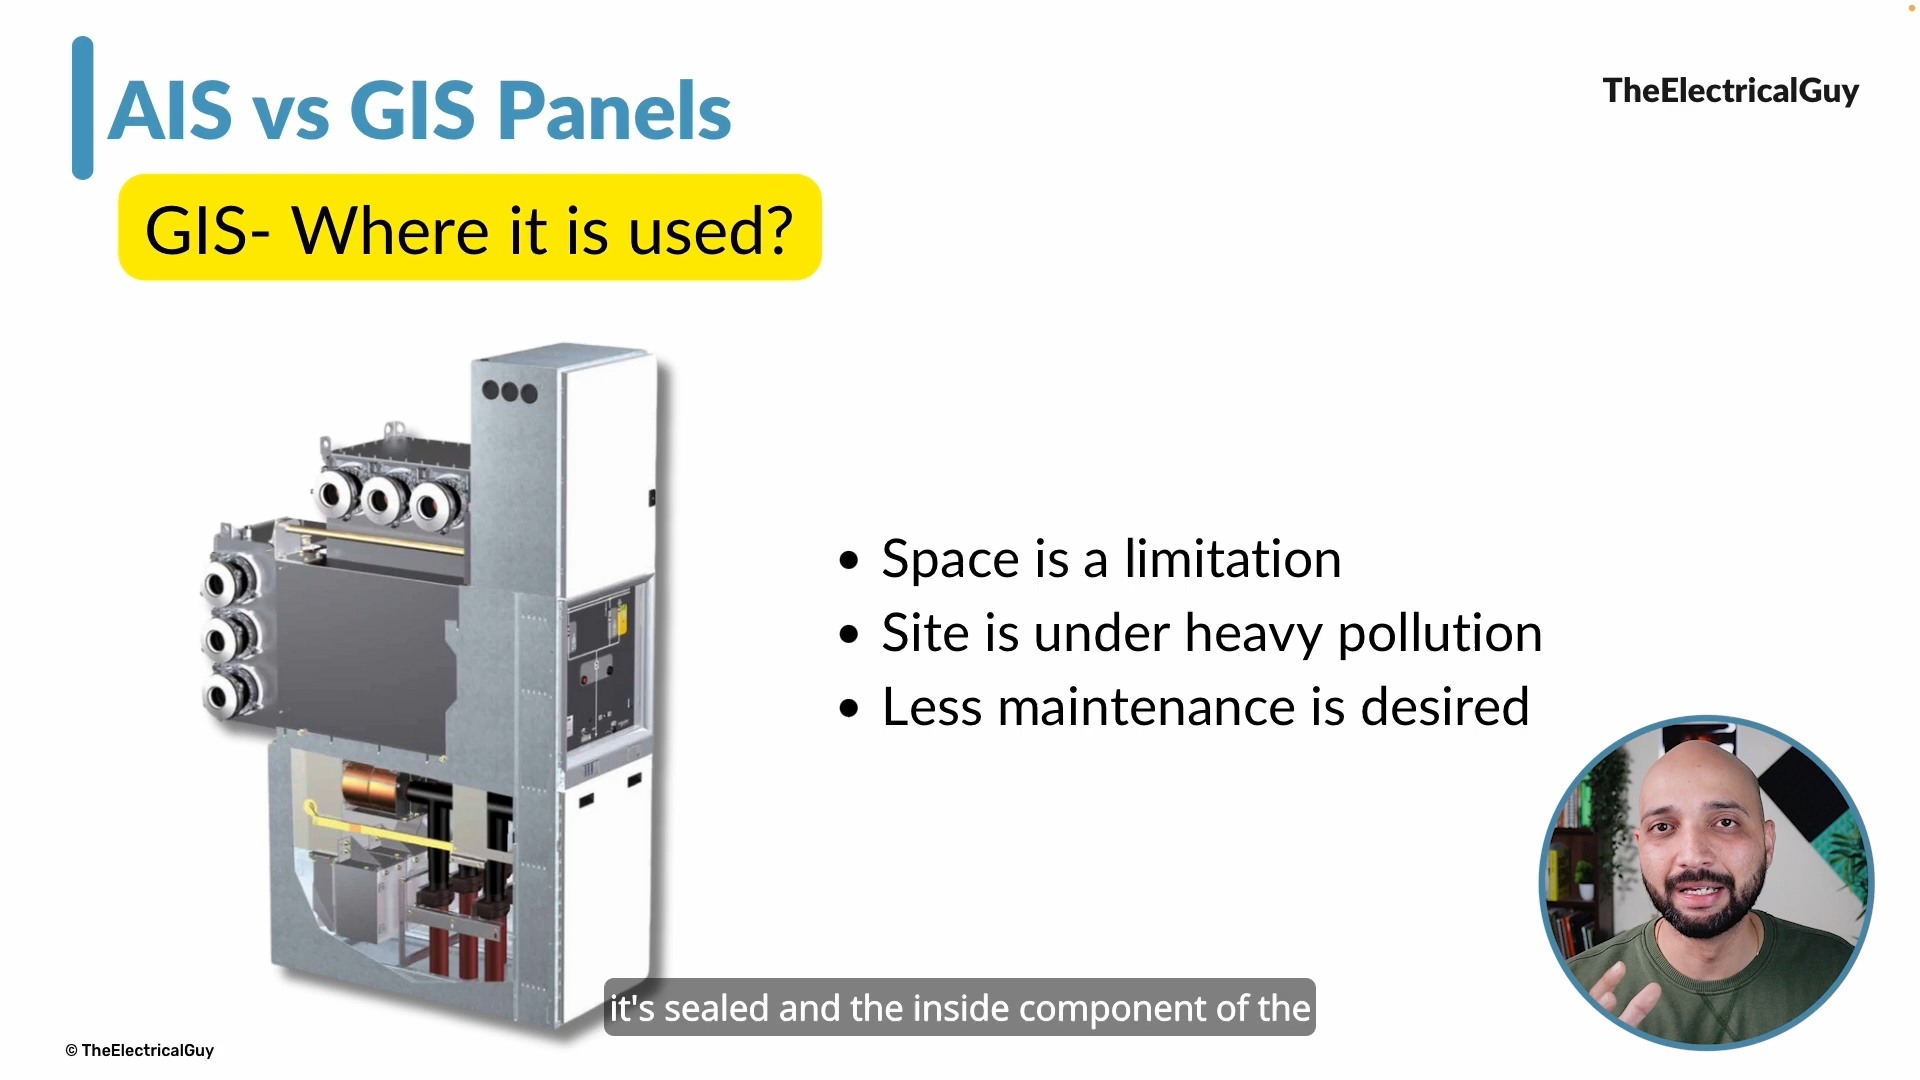 AIS vs GIS Panels
TheElectricalGuy
GIS- Where it is used?
• Space is a limitation
• Site is under heavy pollution
• Less maintenance is desired
it's sealed and the inside component of the
© TheElectricalGuy